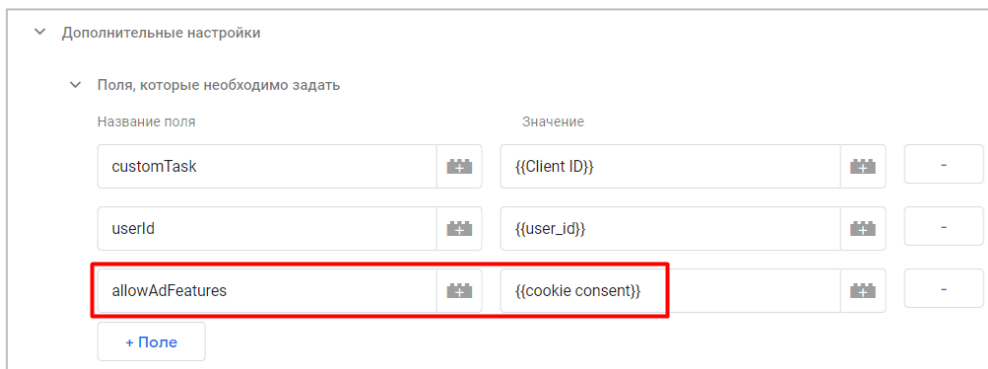 Дополнительные настройки
Поля, которые необходимо задать
Название поля Значение
customTask {{Client ID}} -
userId {{user_id}} -
allowAdFeatures {{cookie consent}} -
+ Поле